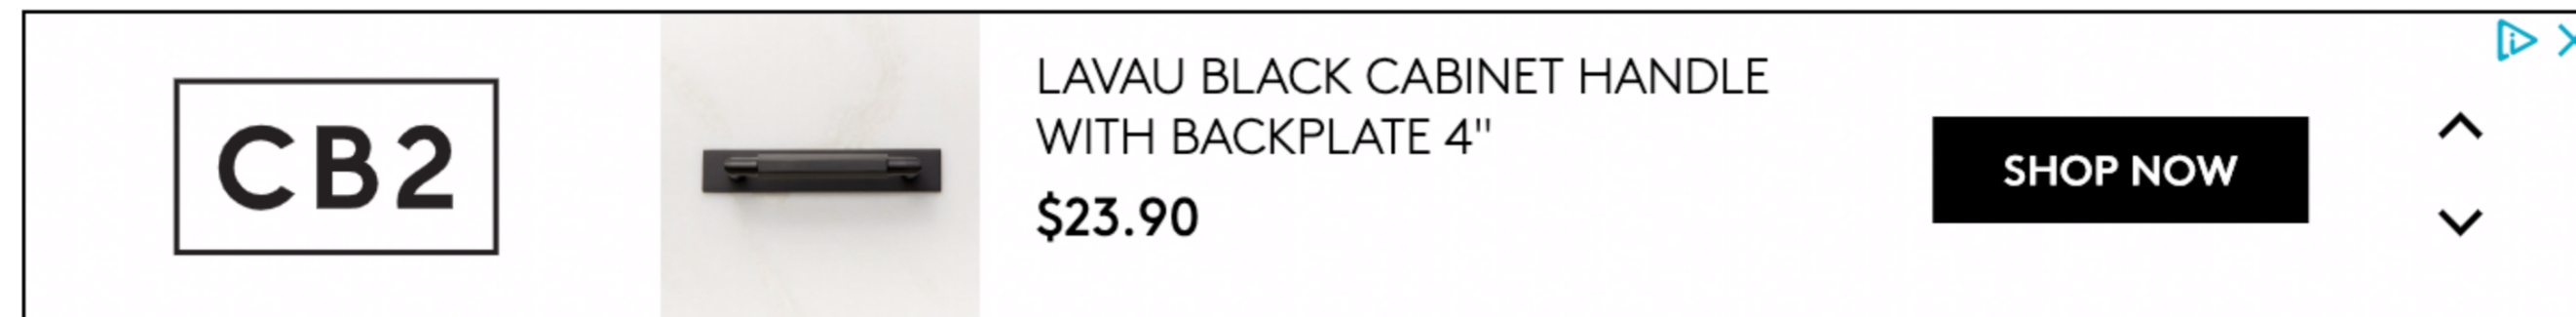 CB2
LAVAU BLACK CABINET HANDLE
WITH BACKPLATE 4"
$23.90
SHOP NOW